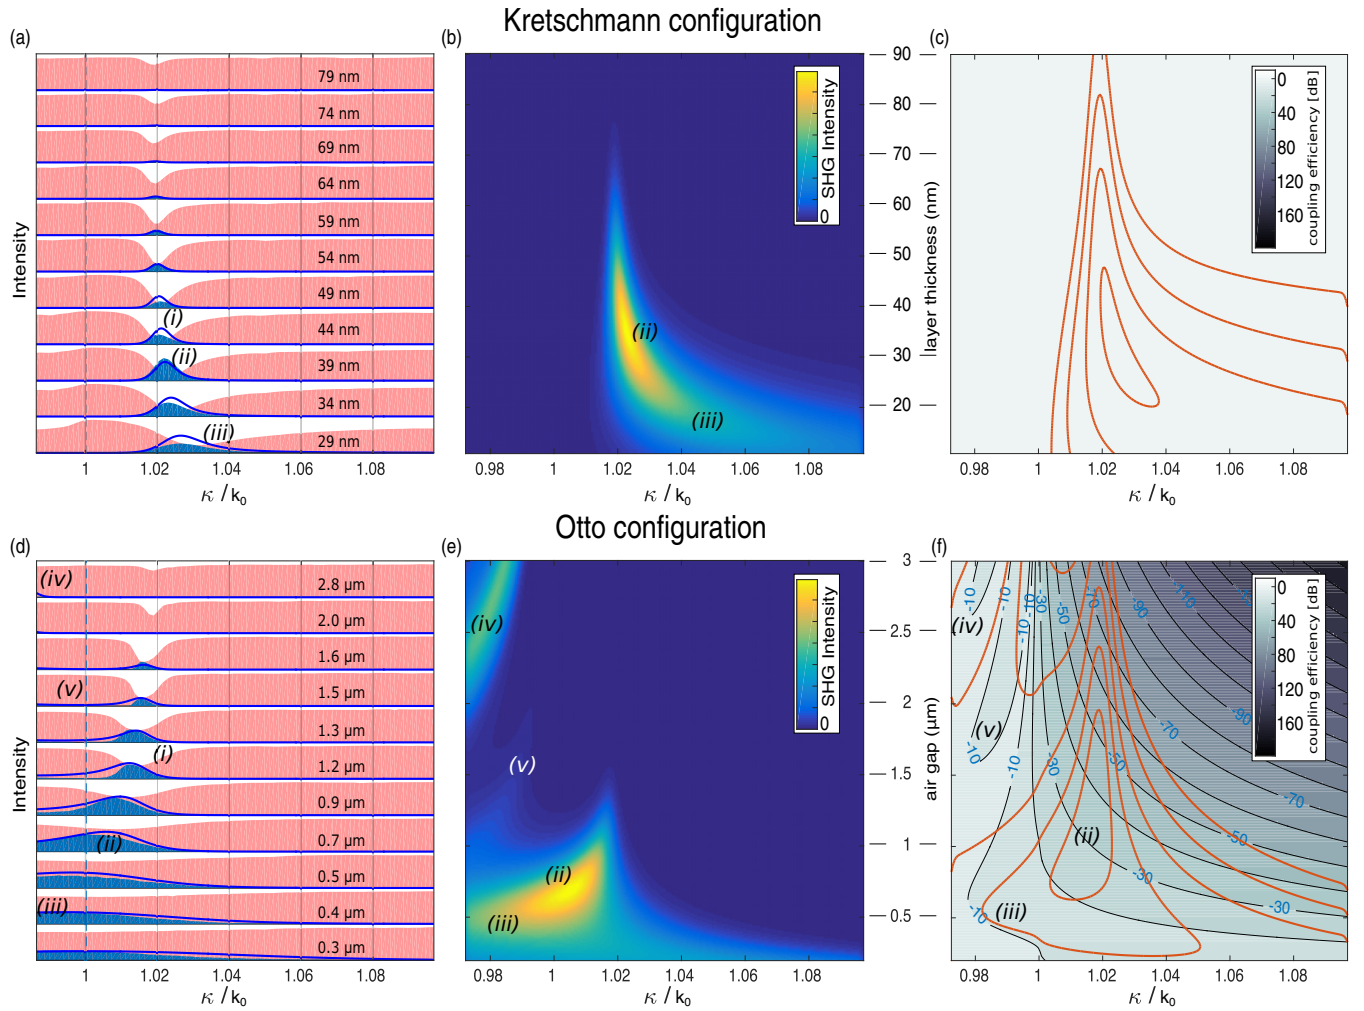 Kretschmann configuration
(a)
79 nm
74 nm
69 nm
64 nm
59 nm
54 nm
49 nm
(i)
44 nm
(ii)
39 nm
34 nm
(iii)
29 nm
Intensity
1
1.02
1.04
1.06
1.08
κ / k₀
(b)
SHG Intensity
0
(ii)
(iii)
0.98
1
1.02
1.04
1.06
1.08
κ / k₀
90
80
70
60
50
40
30
20
layer thickness (nm)
(c)
0
40
80
120
160
coupling efficiency [dB]
0.98
1
1.02
1.04
1.06
1.08
κ / k₀
Otto configuration
(d)
(iv)
2.8 μm
2.0 μm
1.6 μm
(v)
1.5 μm
1.3 μm
(i)
1.2 μm
0.9 μm
(ii)
0.7 μm
0.5 μm
(iii)
0.4 μm
0.3 μm
Intensity
1
1.02
1.04
1.06
1.08
κ / k₀
(e)
(iv)
SHG Intensity
0
(v)
(ii)
(iii)
0.98
1
1.02
1.04
1.06
1.08
κ / k₀
3
2.5
2
1.5
1
0.5
air gap (μm)
(f)
0
40
80
120
160
coupling efficiency [dB]
-10
-10
-10
-30
-50
-70
-90
-110
(iv)
-10
-30
(v)
-10
-10
-30
-50
-70
-90
-70
(ii)
-50
-30
-30
-10
(iii)
0.98
1
1.02
1.04
1.06
1.08
κ / k₀